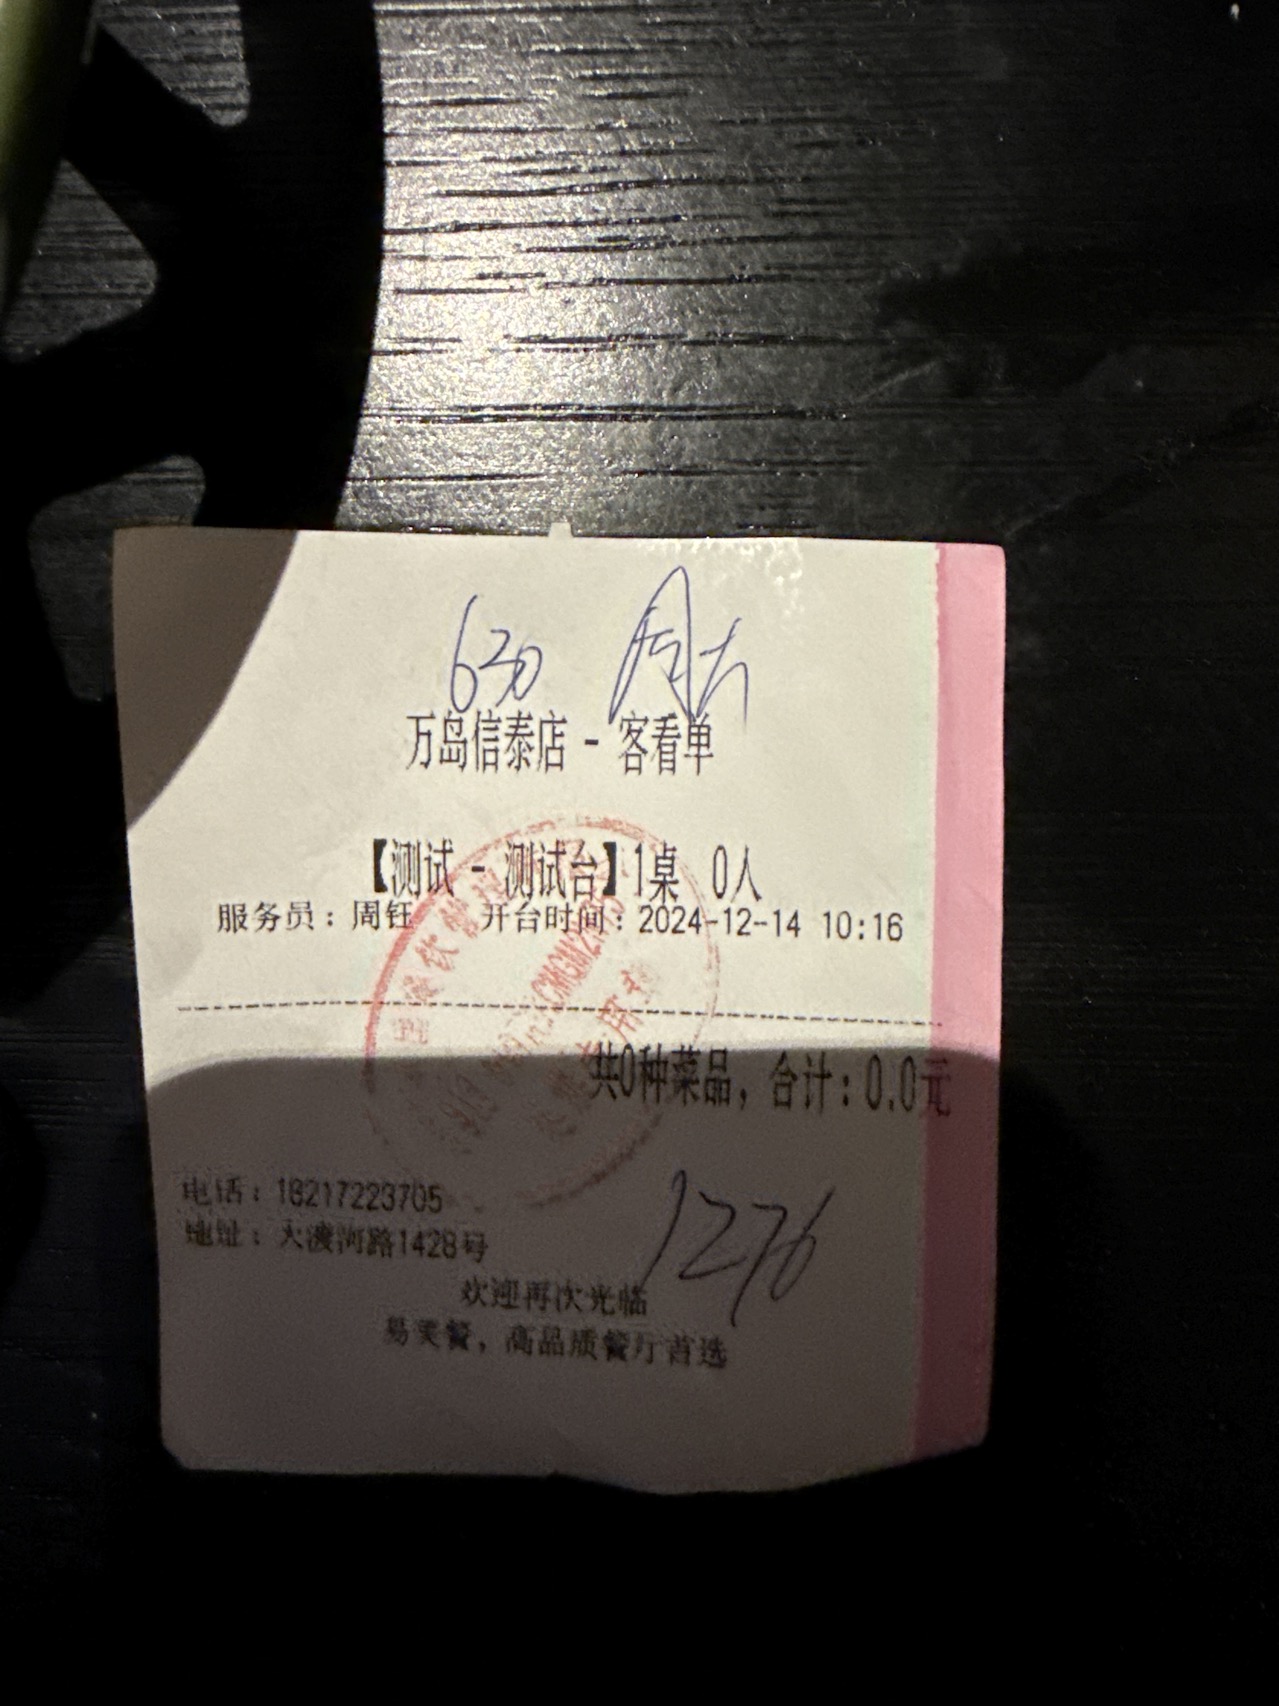 630
万岛信泰店 - 客看单
【测试 - 测试台】1桌 0人
服务员：周钰 开台时间：2024-12-14 10:16
共0种菜品，合计：0.0元
电话：18217223705
地址：大渡河路1428号
1276
欢迎再次光临
易笑餐，高品质餐厅首选